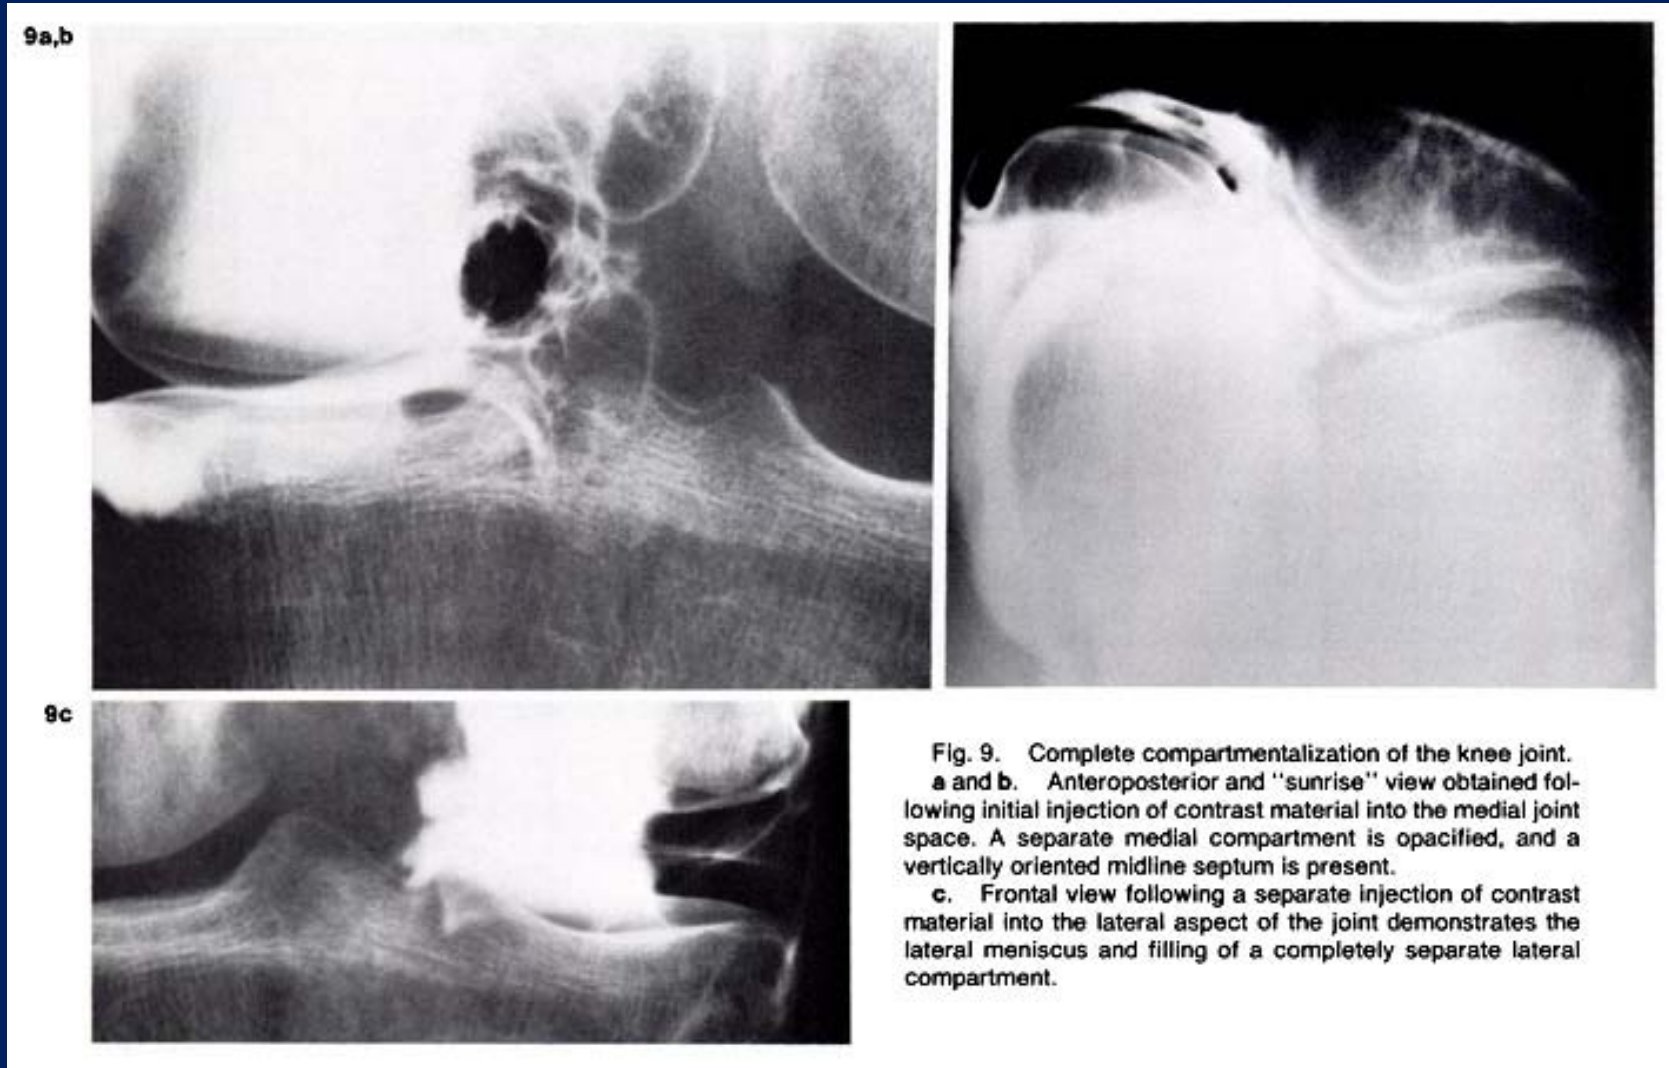 9a,b
9c
Fig. 9. Complete compartmentalization of the knee joint.
a and b. Anteroposterior and "sunrise" view obtained fol-
lowing initial injection of contrast material into the medial joint
space. A separate medial compartment is opacified, and a
vertically oriented midline septum is present.
c. Frontal view following a separate injection of contrast
material into the lateral aspect of the joint demonstrates the
lateral meniscus and filling of a completely separate lateral
compartment.